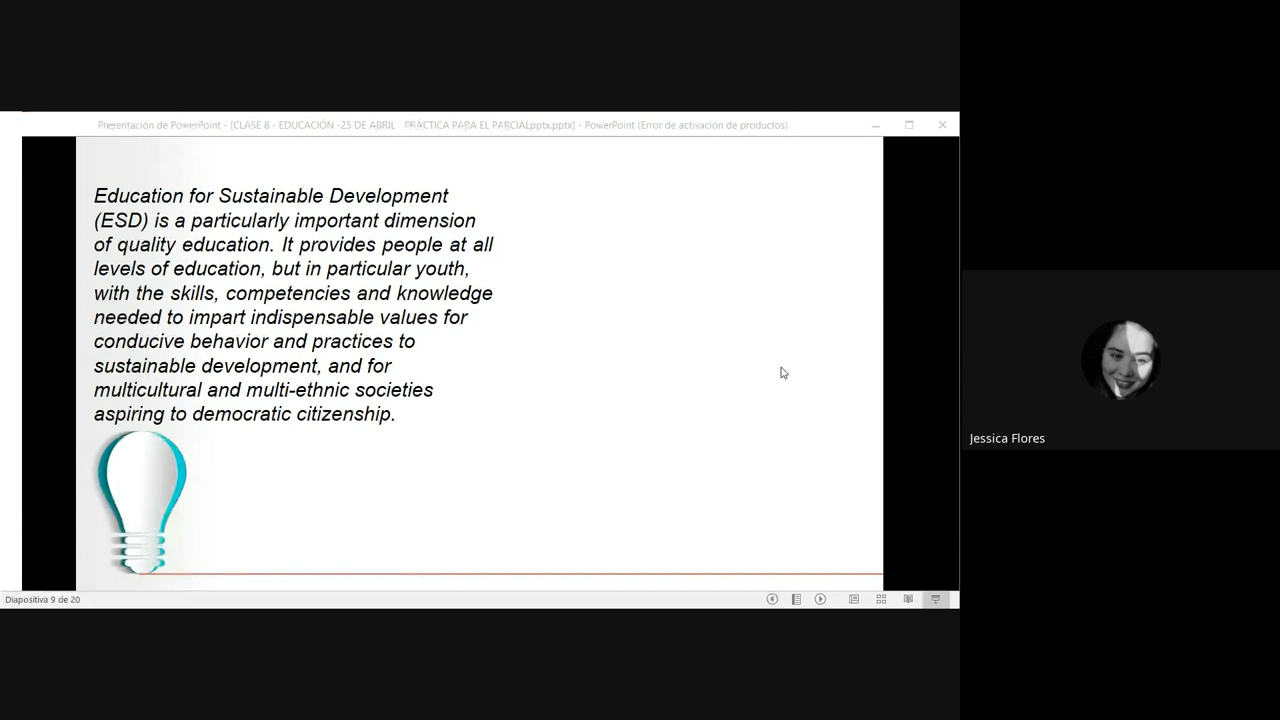 Presentación de PowerPoint - [CLASE 8 - EDUCACIÓN -25 DE ABRIL PRÁCTICA PARA EL PARCIALpptx.pptx] - PowerPoint (Error de activación de productos)
Education for Sustainable Development
(ESD) is a particularly important dimension
of quality education. It provides people at all
levels of education, but in particular youth,
with the skills, competencies and knowledge
needed to impart indispensable values for
conducive behavior and practices to
sustainable development, and for
multicultural and multi-ethnic societies
aspiring to democratic citizenship.
Diapositiva 9 de 20
Jessica Flores